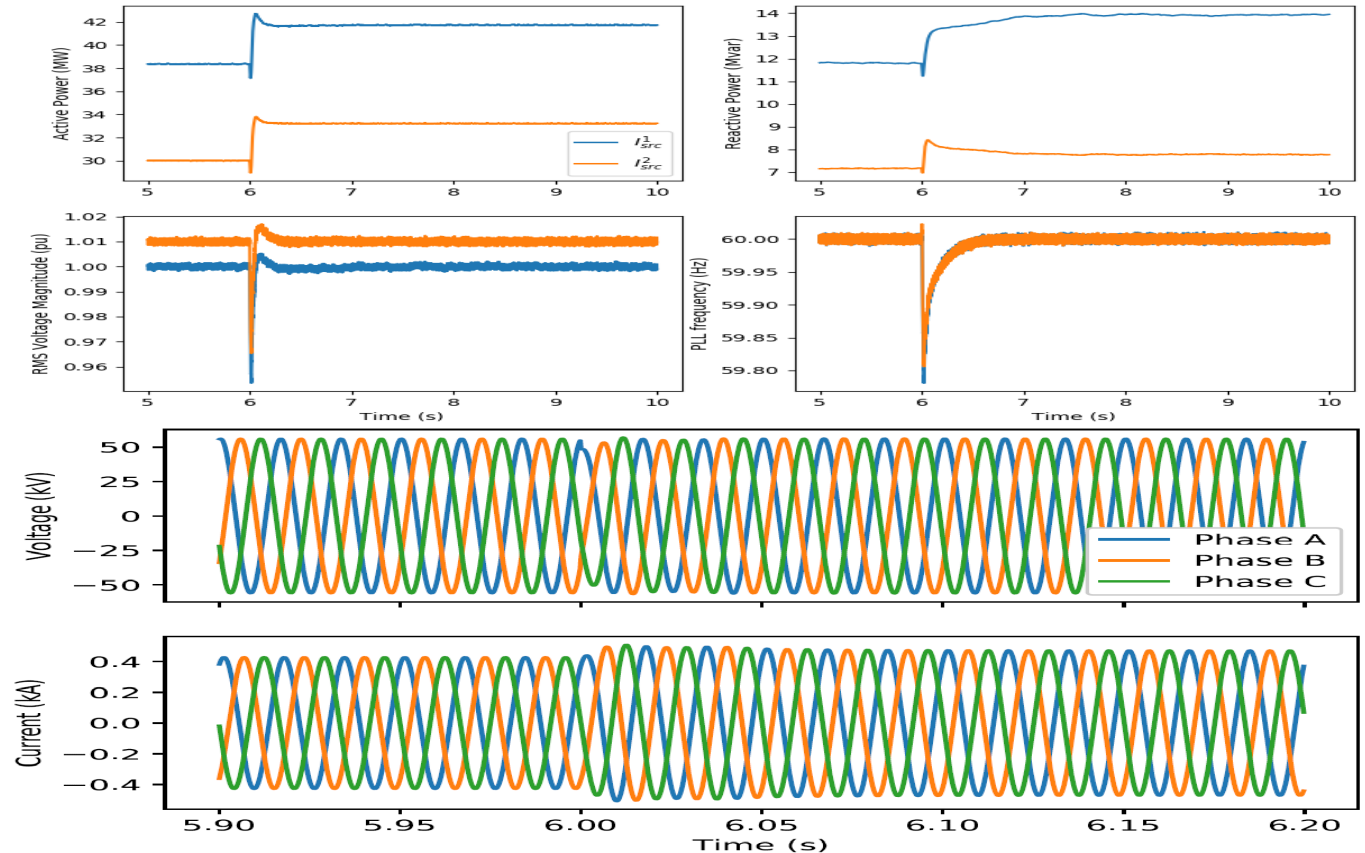 Active Power (MW)
42
40
38
36
34
32
30
I¹src
I²src
5 6 7 8 9 10
Reactive Power (Mvar)
14
13
12
11
10
9
8
7
5 6 7 8 9 10
RMS Voltage Magnitude (pu)
1.02
1.01
1.00
0.99
0.98
0.97
0.96
5 6 7 8 9 10
Time (s)
PLL frequency (Hz)
60.00
59.95
59.90
59.85
59.80
5 6 7 8 9 10
Time (s)
Voltage (kV)
50
25
0
−25
−50
Phase A
Phase B
Phase C
Current (kA)
0.4
0.2
0.0
−0.2
−0.4
5.90 5.95 6.00 6.05 6.10 6.15 6.20
Time (s)